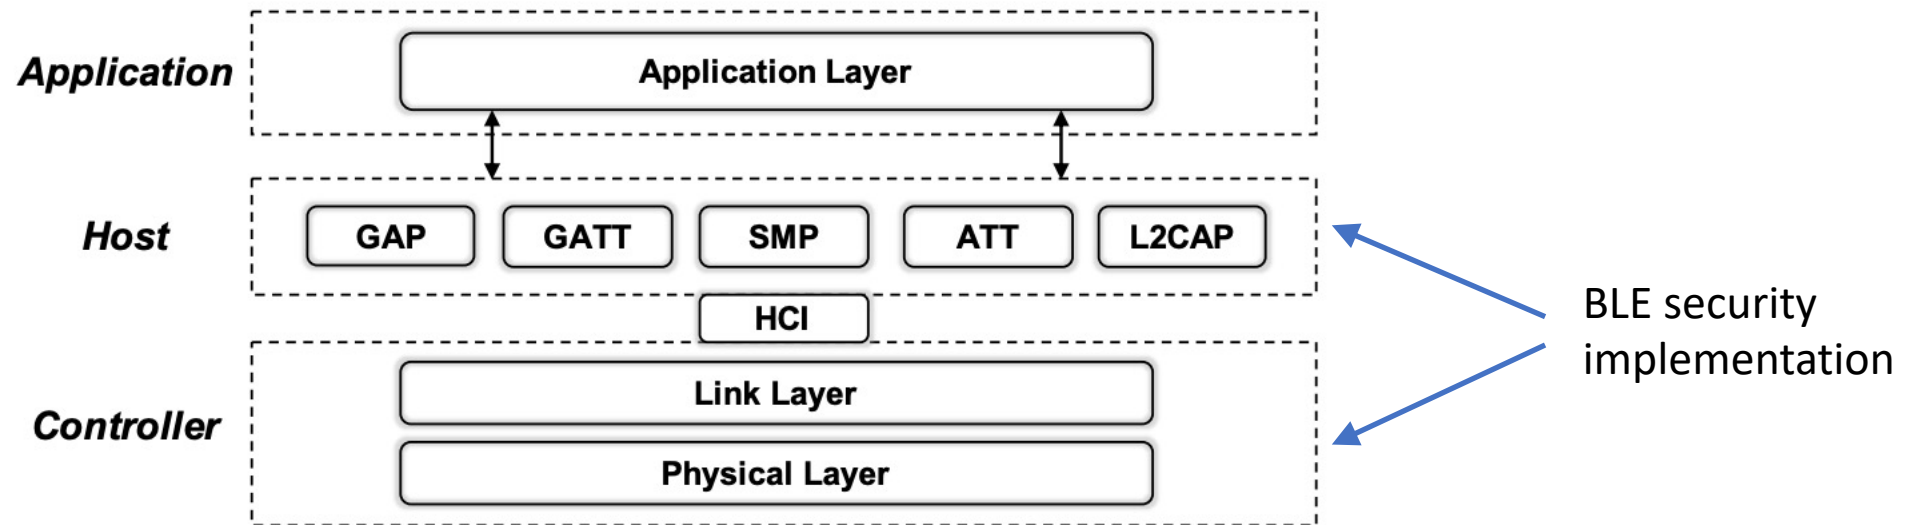 Application
Application Layer
Host
GAP
GATT
SMP
ATT
L2CAP
HCI
BLE security
implementation
Controller
Link Layer
Physical Layer